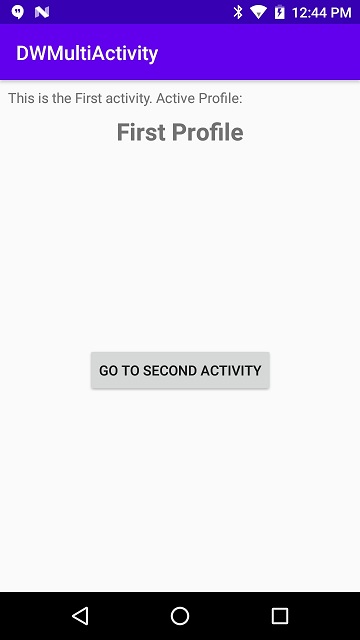 12:44 PM
DWMultiActivity
This is the First activity. Active Profile:
First Profile
GO TO SECOND ACTIVITY